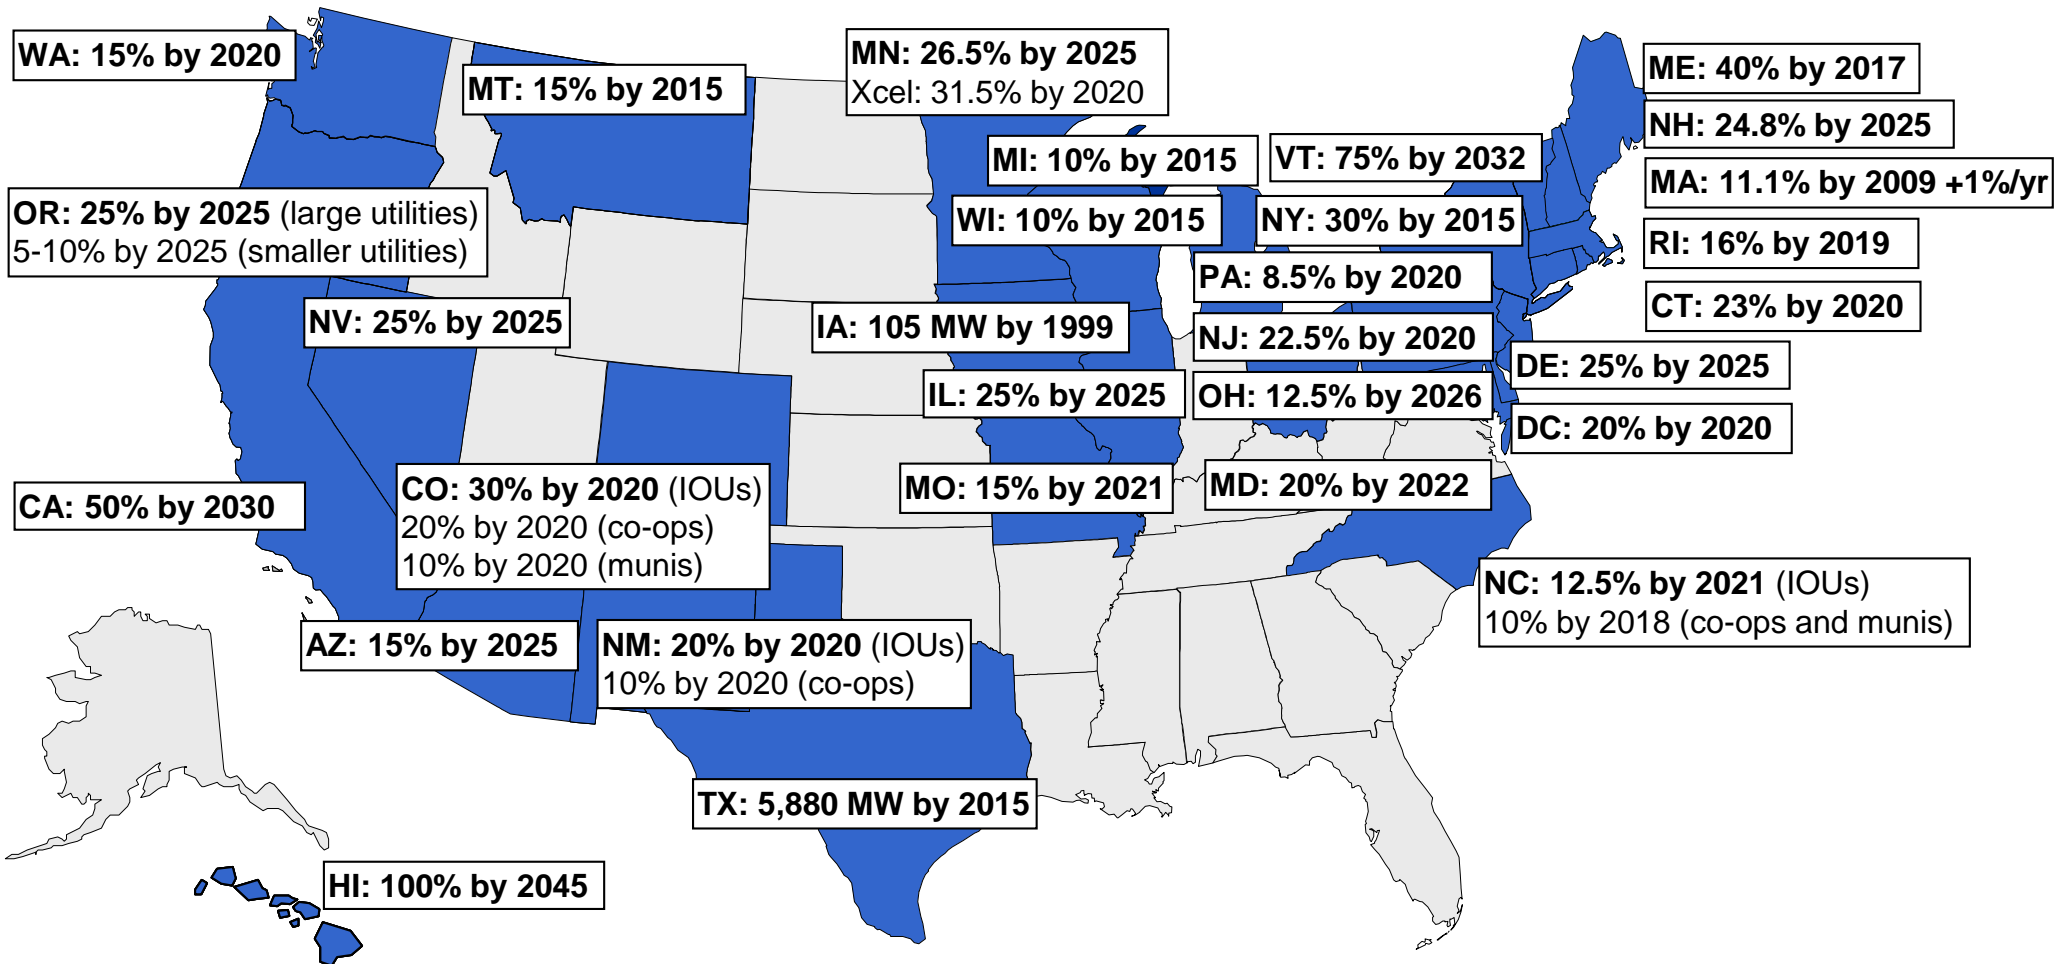 WA: 15% by 2020
MT: 15% by 2015
MN: 26.5% by 2025
Xcel: 31.5% by 2020
ME: 40% by 2017
NH: 24.8% by 2025
MI: 10% by 2015
VT: 75% by 2032
MA: 11.1% by 2009 +1%/yr
OR: 25% by 2025 (large utilities)
5-10% by 2025 (smaller utilities)
WI: 10% by 2015
NY: 30% by 2015
RI: 16% by 2019
PA: 8.5% by 2020
CT: 23% by 2020
NV: 25% by 2025
IA: 105 MW by 1999
NJ: 22.5% by 2020
DE: 25% by 2025
IL: 25% by 2025
OH: 12.5% by 2026
DC: 20% by 2020
CA: 50% by 2030
CO: 30% by 2020 (IOUs)
20% by 2020 (co-ops)
10% by 2020 (munis)
MO: 15% by 2021
MD: 20% by 2022
NC: 12.5% by 2021 (IOUs)
10% by 2018 (co-ops and munis)
AZ: 15% by 2025
NM: 20% by 2020 (IOUs)
10% by 2020 (co-ops)
TX: 5,880 MW by 2015
HI: 100% by 2045